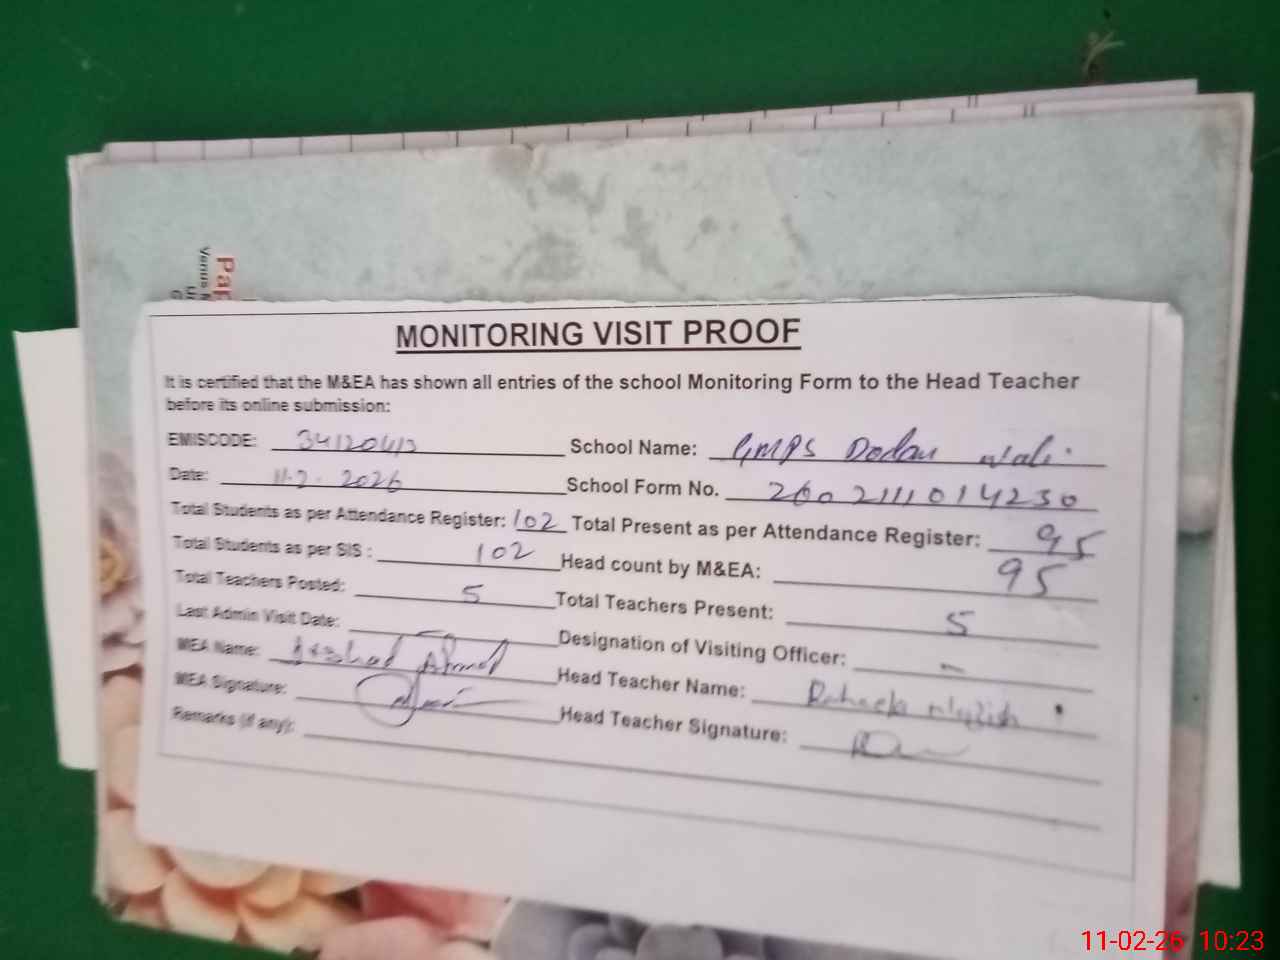 MONITORING VISIT PROOF
It is certified that the M&EA has shown all entries of the school Monitoring Form to the Head Teacher
before its online submission:
EMISCODE: 34120413 School Name: GMPS Dodan Wali
Date: 11-2-2026 School Form No. 2602111014230
Total Students as per Attendance Register: 102 Total Present as per Attendance Register: 95
Total Students as per SIS : 102 Head count by M&EA: 95
Total Teachers Posted: 5 Total Teachers Present: 5
Last Admin Visit Date: — Designation of Visiting Officer: —
MEA Name: Arshad Ahmad Head Teacher Name:
MEA Signature: Head Teacher Signature:
Remarks (if any):
11-02-26 10:23